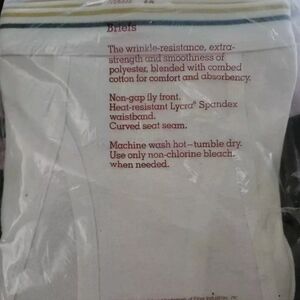 Briefs
The wrinkle-resistance, extra-
strength and smoothness of
polyester, blended with combed
cotton for comfort and absorbency.
Non-gap fly front.
Heat-resistant Lycra® Spandex
waistband.
Curved seat seam.
Machine wash hot–tumble dry.
Use only non-chlorine bleach.
when needed.